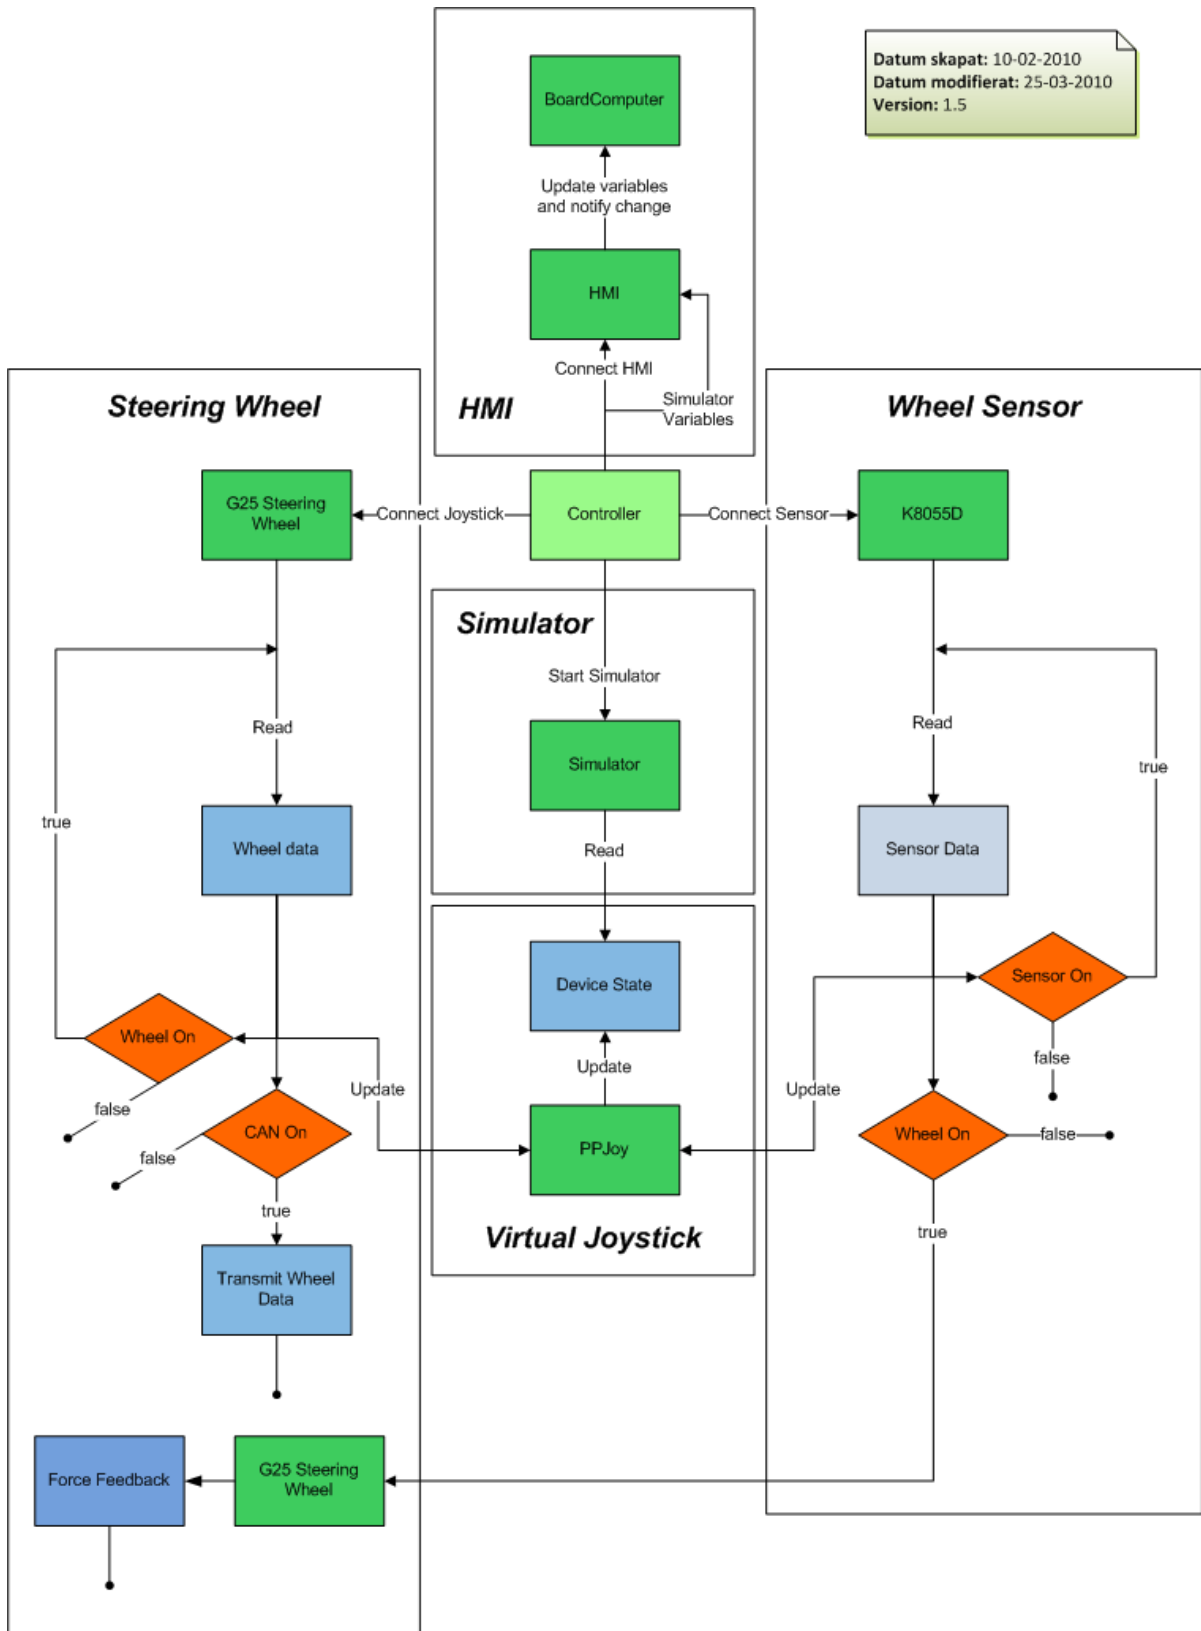 Datum skapat: 10-02-2010
Datum modifierat: 25-03-2010
Version: 1.5
BoardComputer
Update variables
and notify change
HMI
Connect HMI
Simulator
Variables
HMI
Steering Wheel
Wheel Sensor
G25 Steering
Wheel
Connect Joystick
Controller
Connect Sensor
K8055D
Simulator
Start Simulator
Read
Read
Simulator
true
true
Wheel data
Read
Sensor Data
Device State
Sensor On
Wheel On
false
Update
Update
Update
false
CAN On
false
PPJoy
Wheel On
false
true
true
Virtual Joystick
Transmit Wheel
Data
Force Feedback
G25 Steering
Wheel